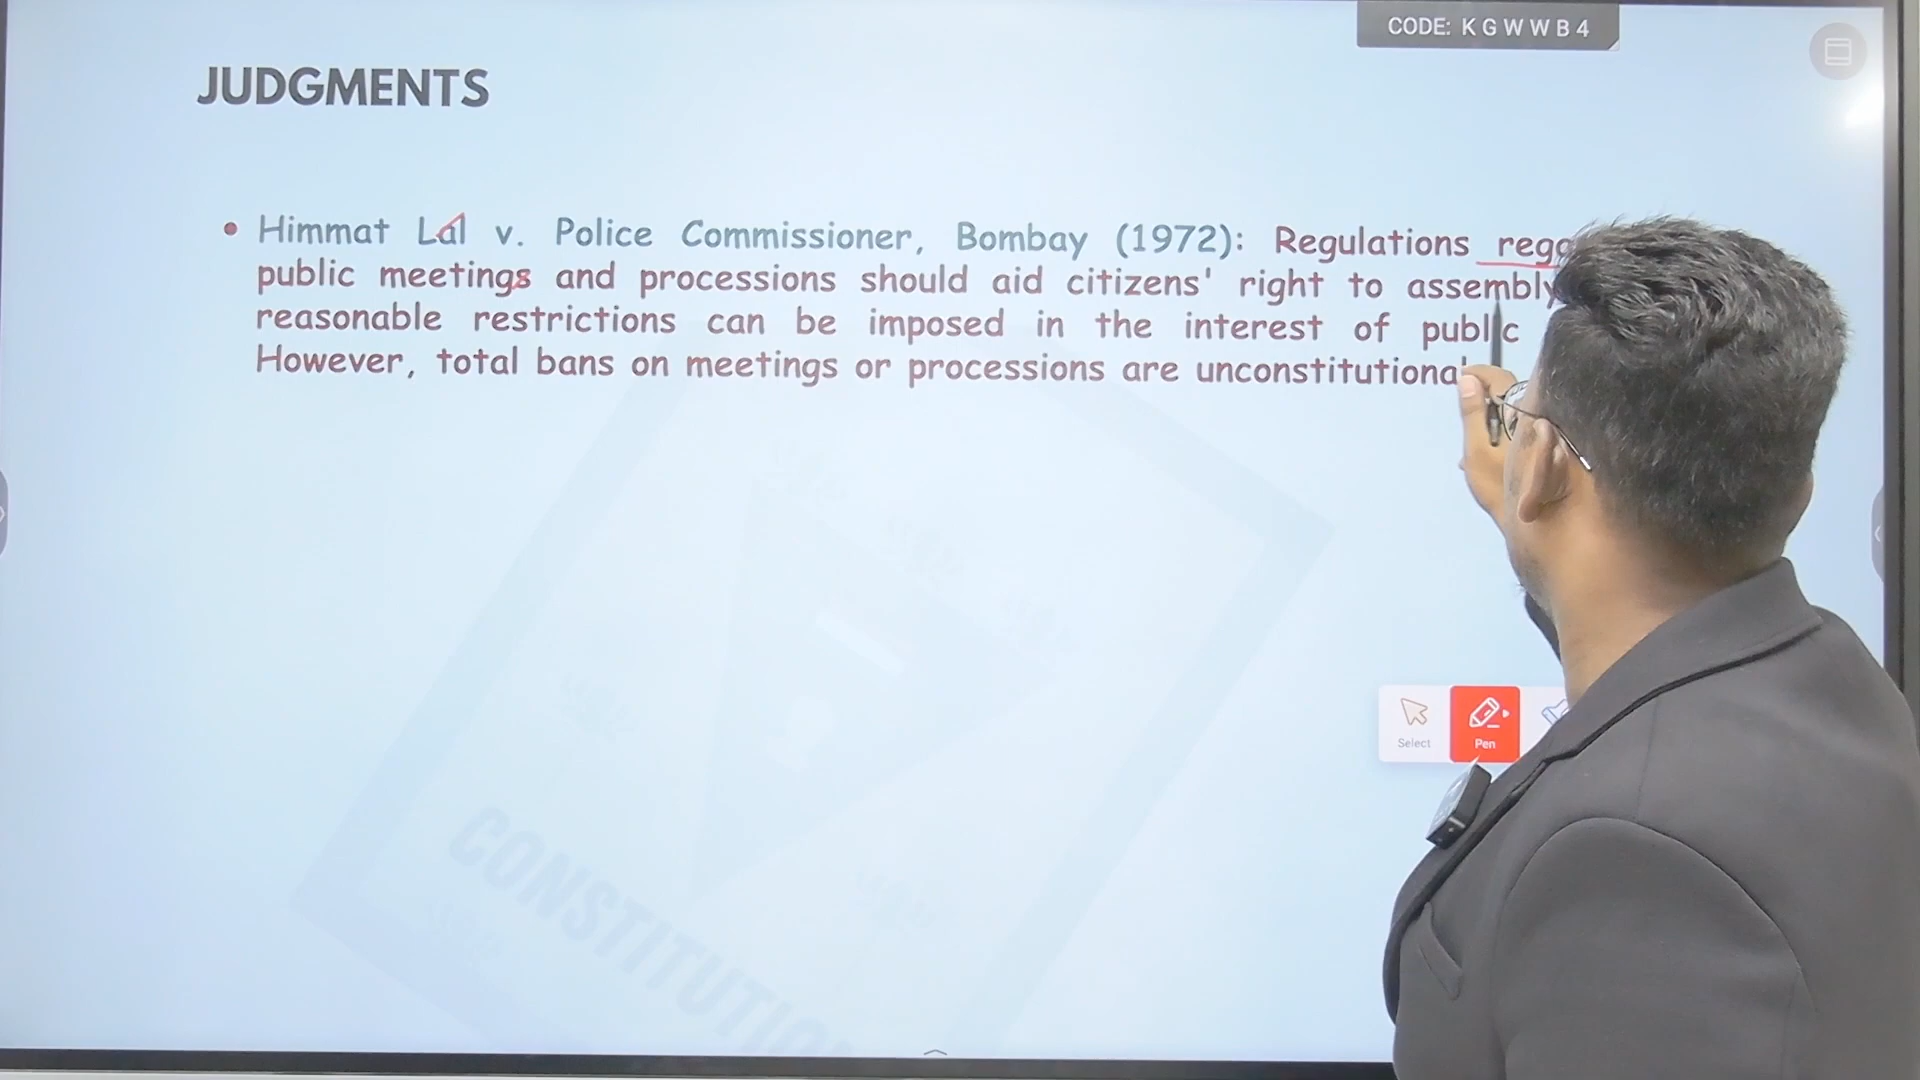 CODE: K G W W B 4
JUDGMENTS
• Himmat Lal v. Police Commissioner, Bombay (1972): Regulations
public meetings and processions should aid citizens' right to assembly
reasonable restrictions can be imposed in the interest of public
However, total bans on meetings or processions are unconstitutional
Select
Pen